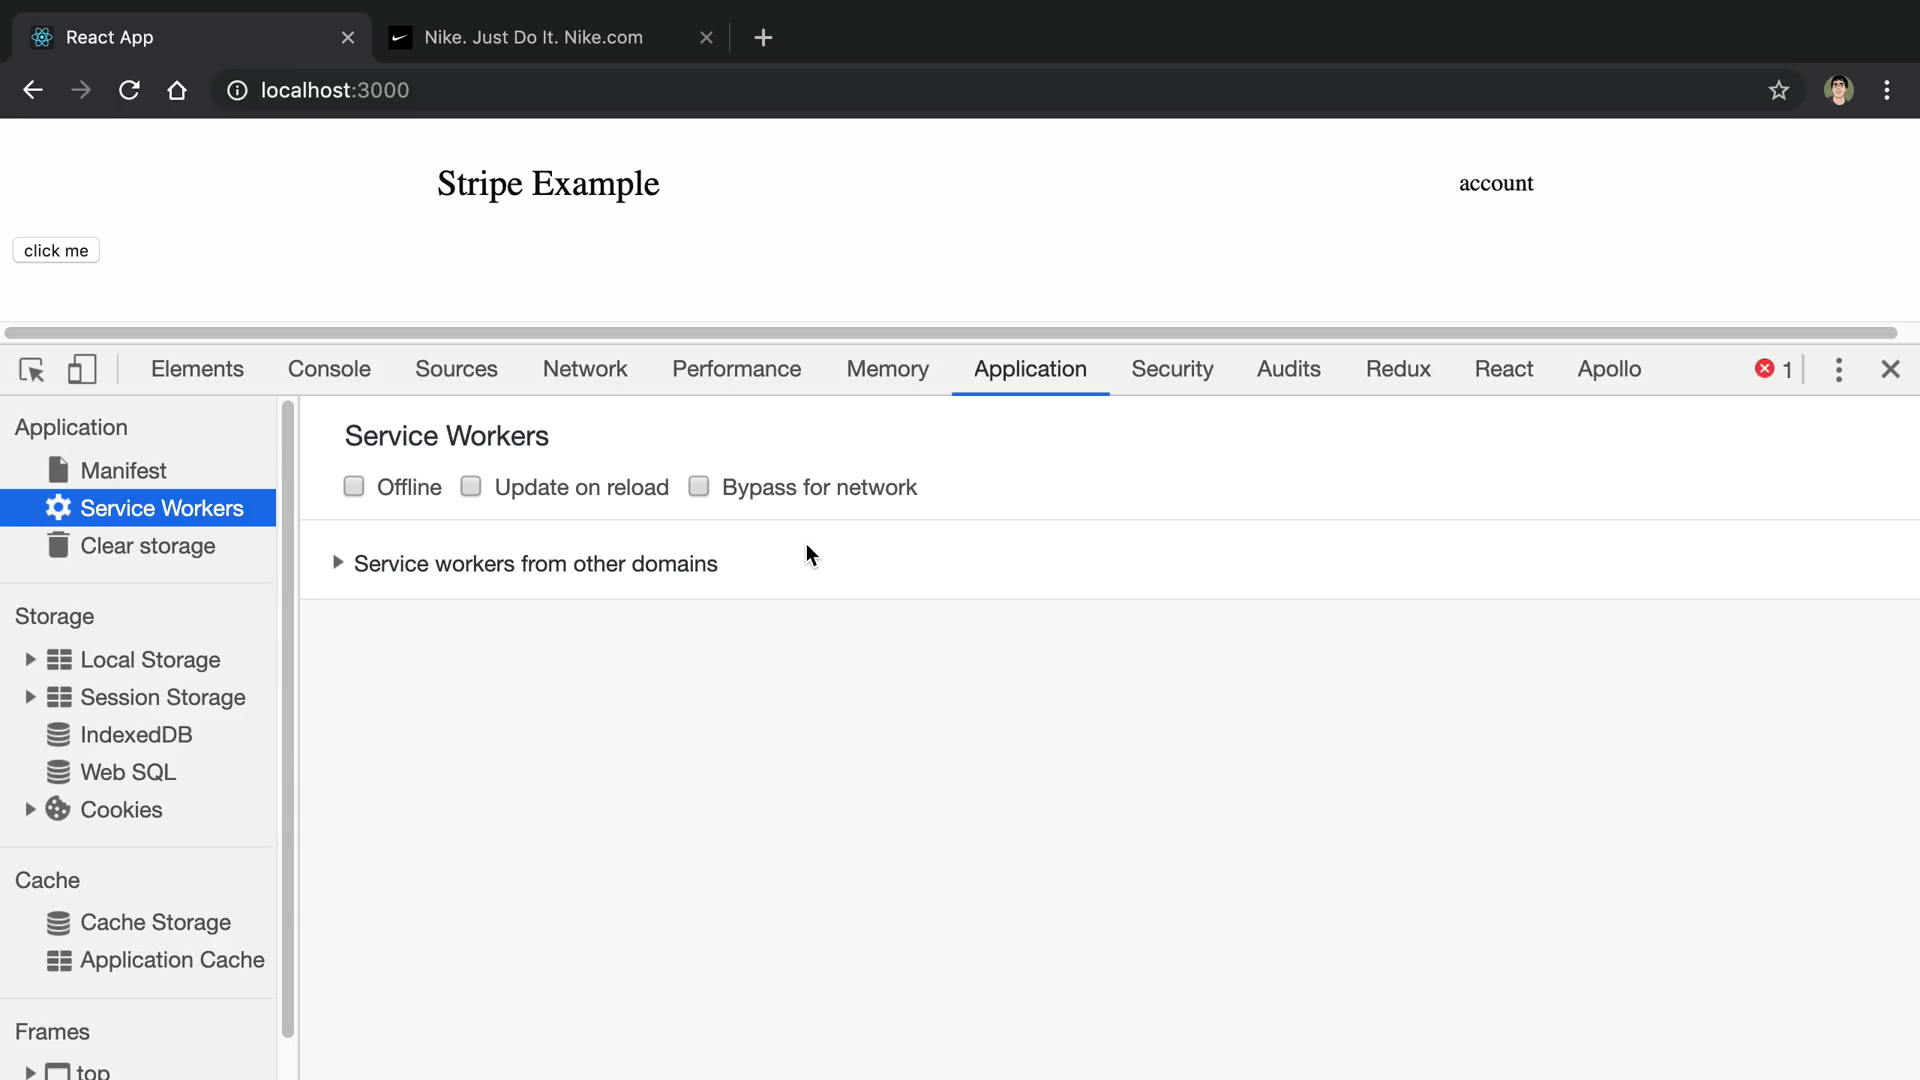 React App
Nike. Just Do It. Nike.com
localhost:3000
Stripe Example
account
click me
Elements Console Sources Network Performance Memory Application Security Audits Redux React Apollo 1
Application
Manifest
Service Workers
Clear storage
Storage
Local Storage
Session Storage
IndexedDB
Web SQL
Cookies
Cache
Cache Storage
Application Cache
Frames
top
Service Workers
Offline Update on reload Bypass for network
Service workers from other domains